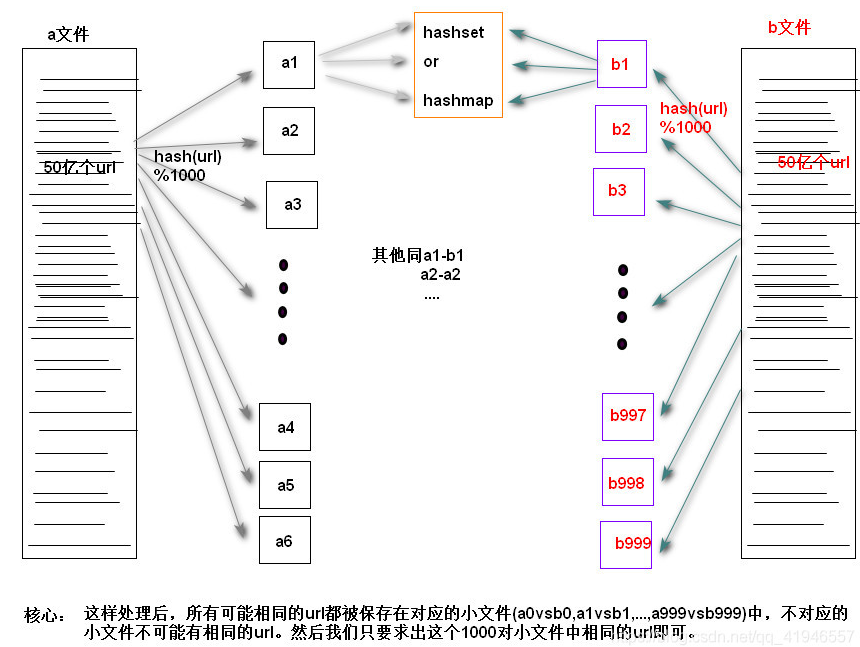 a文件
b文件
a1
hashset
or
hashmap
b1
a2
hash(url)
%1000
hash(url)
%1000
b2
50亿个url
50亿个url
a3
b3
其他同a1-b1
a2-a2
....
a4
b997
a5
b998
a6
b999
核心： 这样处理后，所有可能相同的url都被保存在对应的小文件(a0vsb0,a1vsb1,...,a999vsb999)中，不对应的
小文件不可能有相同的url。然后我们只要求出这个1000对小文件中相同的url即可。
https://blog.csdn.net/qq_41946557